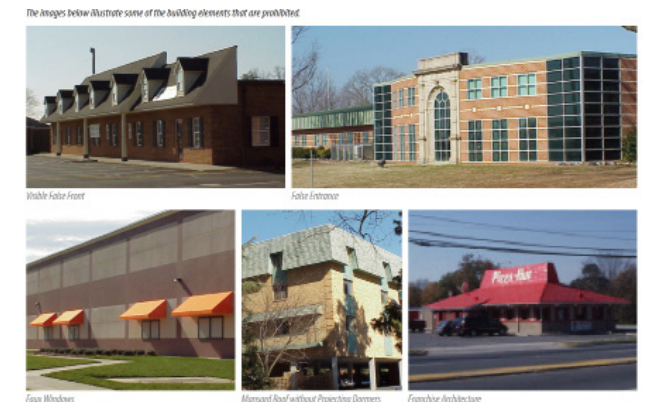 The images below illustrate some of the building elements that are prohibited.
Visible False Front
False Entrance
Pizza Hut
Faux Windows
Mansard Roof without Projecting Dormers
Franchise Architecture